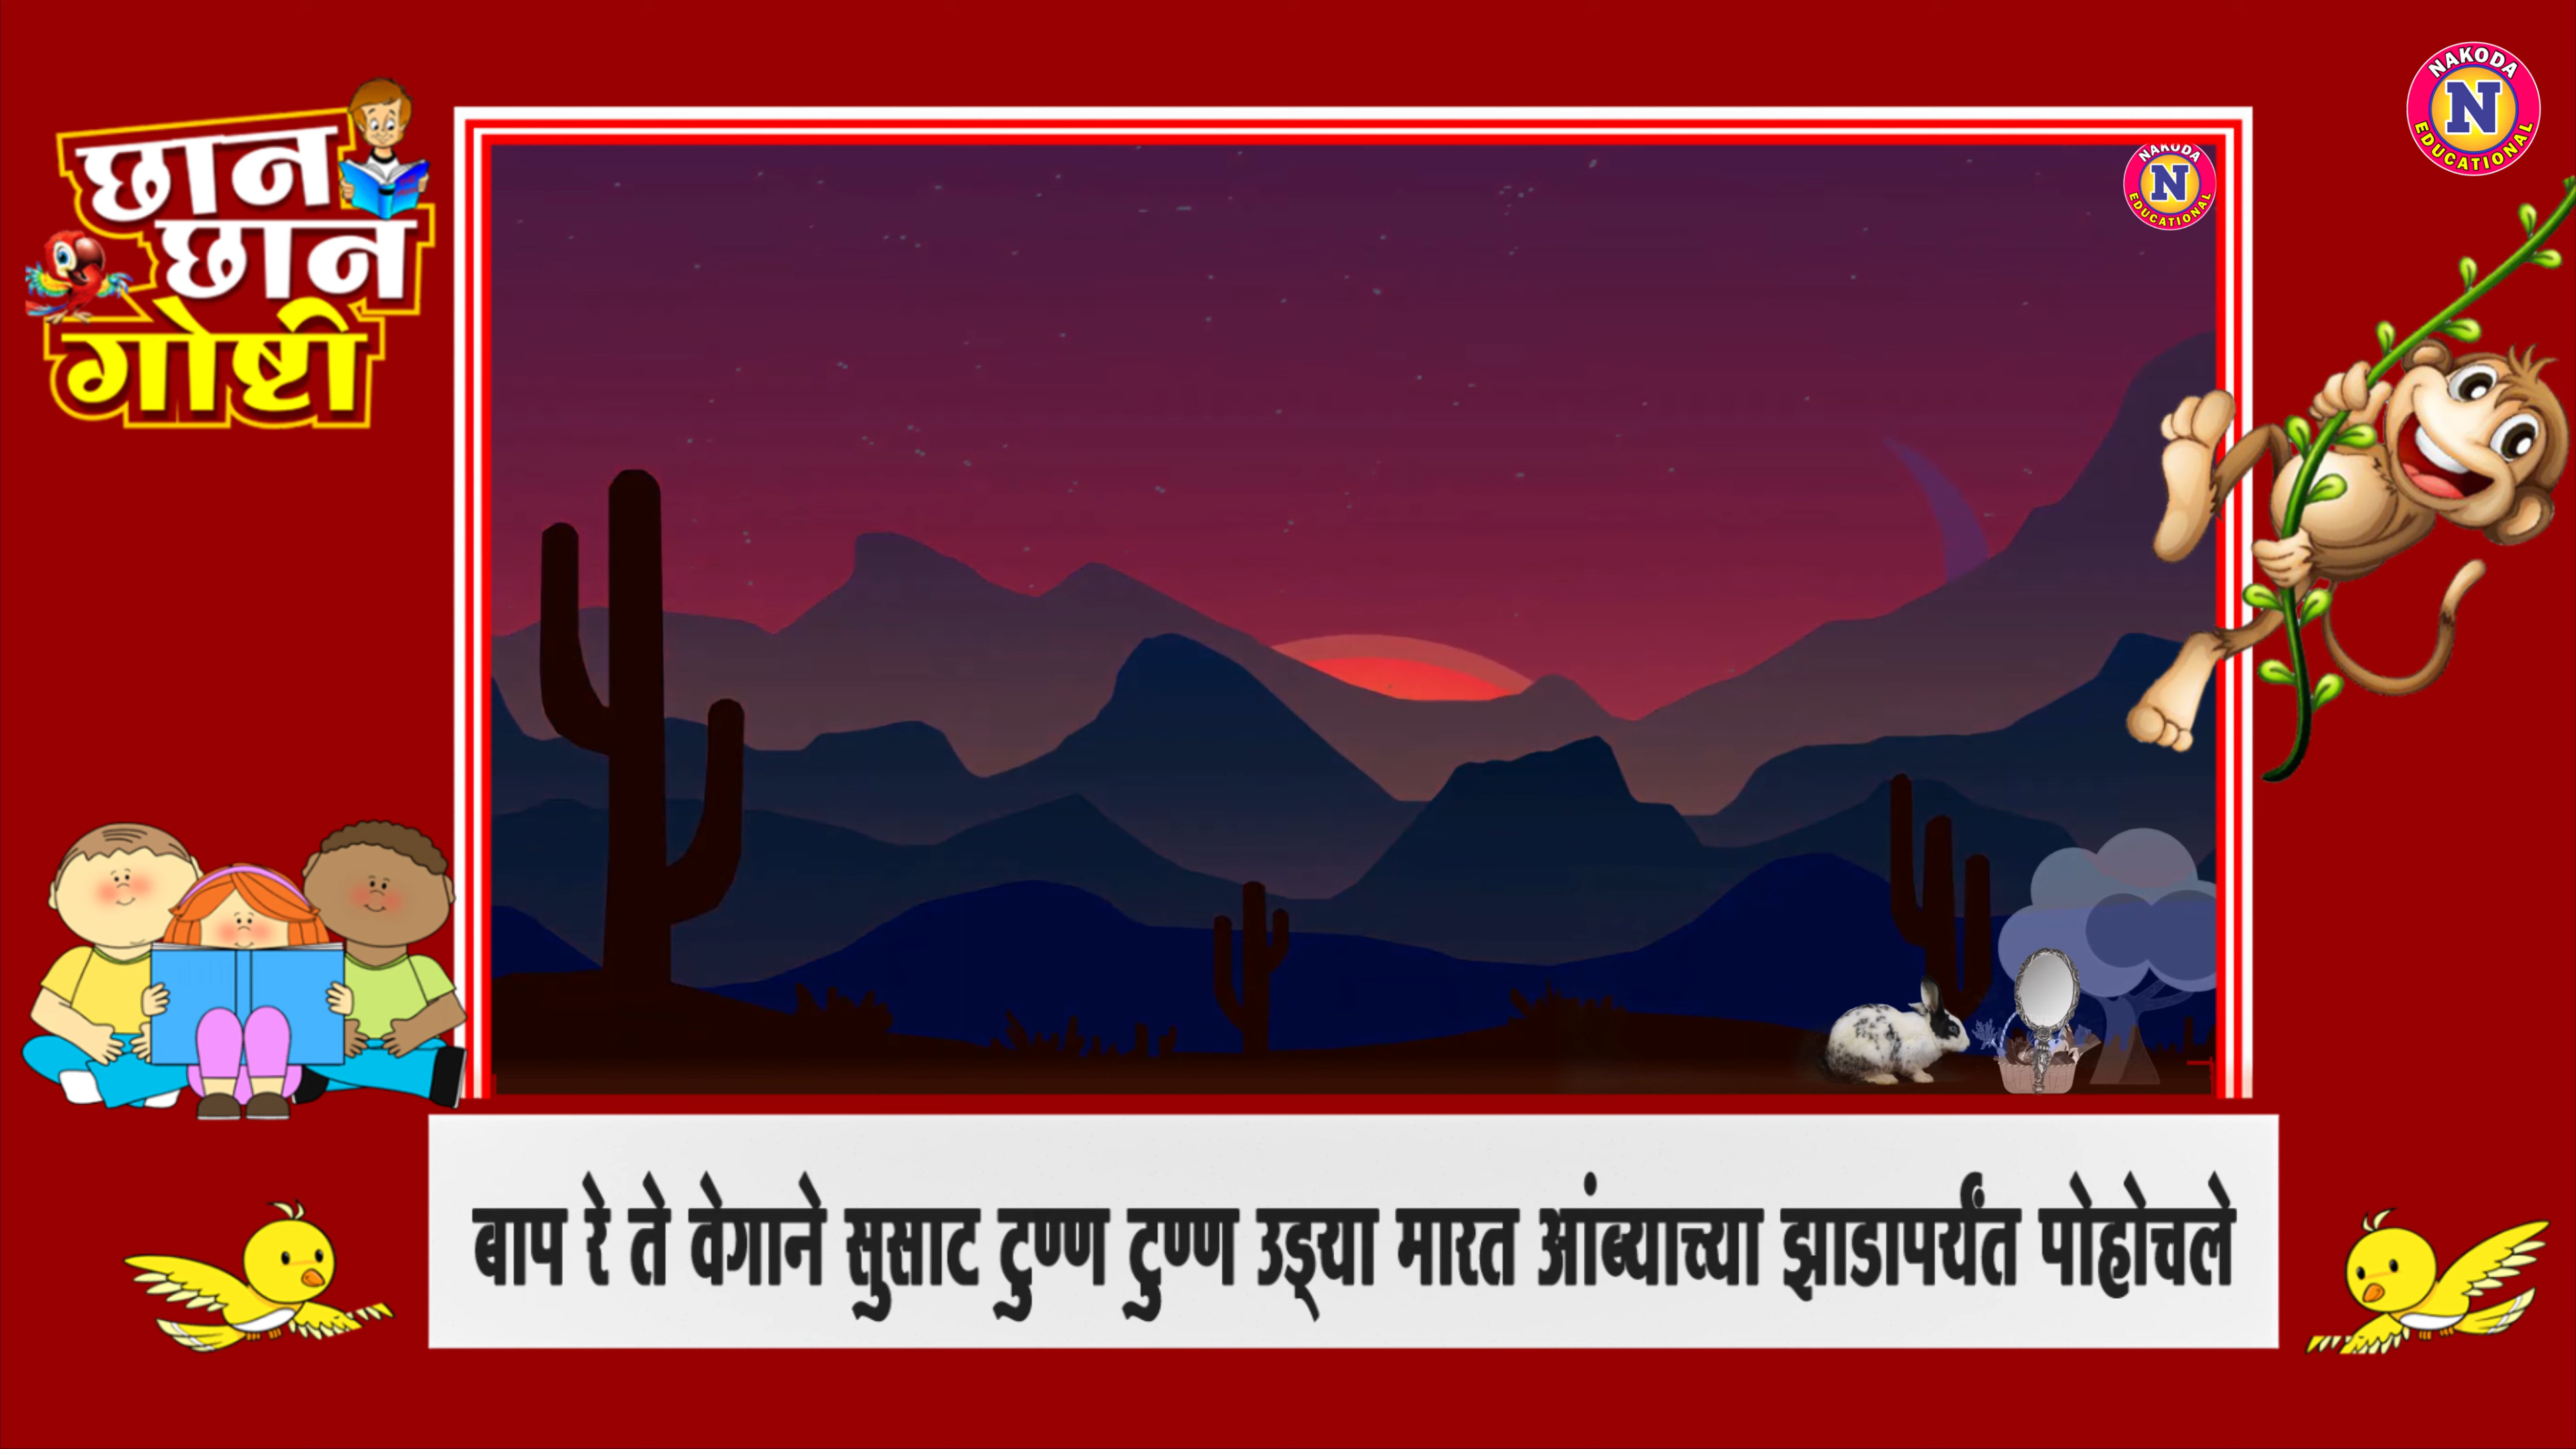 छान
छान
गोष्टी
NAKODA
N
EDUCATIONAL
NAKODA
N
EDUCATIONAL
बाप रे ते वेगाने सुसाट टुण्ण टुण्ण उड्या मारत आंब्याच्या झाडापर्यंत पोहोचले